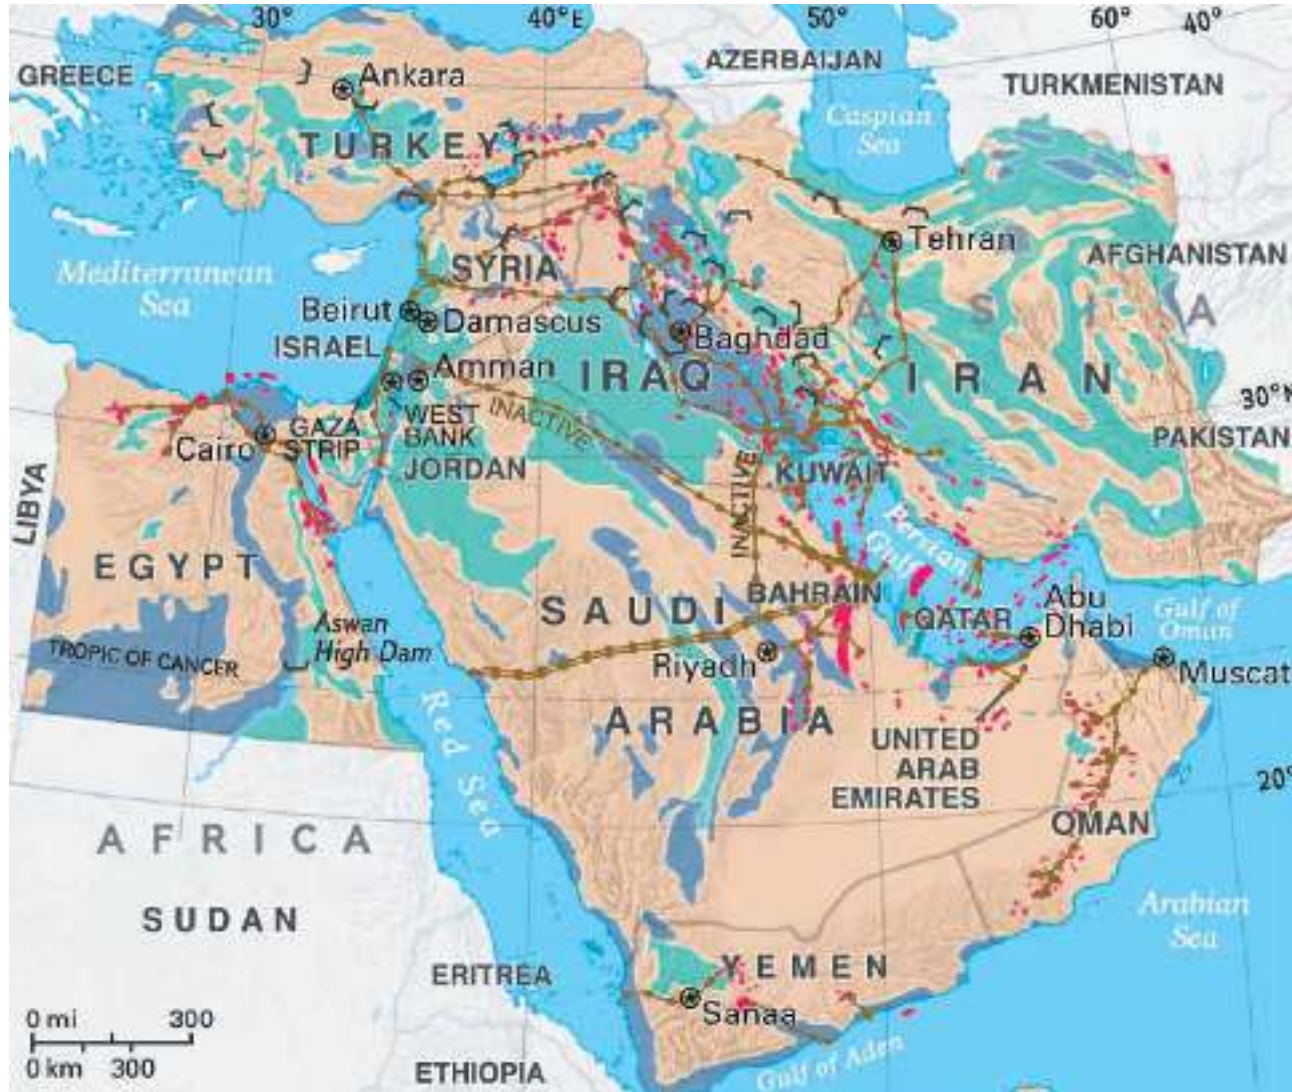 30°
40°E
50°
60°
40°
GREECE
Ankara
AZERBAIJAN
TURKMENISTAN
Caspian
Sea
TURKEY
Tehran
AFGHANISTAN
Mediterranean
Sea
SYRIA
ASIA
Beirut
Damascus
Baghdad
ISRAEL
Amman
IRAQ
IRAN
30°N
INACTIVE
GAZA
STRIP
WEST
BANK
Cairo
PAKISTAN
JORDAN
KUWAIT
LIBYA
INACTIVE
Persian
Gulf
EGYPT
SAUDI
BAHRAIN
QATAR
Abu
Dhabi
Gulf of
Oman
Aswan
High Dam
TROPIC OF CANCER
Riyadh
Muscat
Red Sea
ARABIA
UNITED
ARAB
EMIRATES
20°
AFRICA
OMAN
SUDAN
Arabian
Sea
ERITREA
YEMEN
Sanaa
0 mi 300
0 km 300
ETHIOPIA
Gulf of Aden